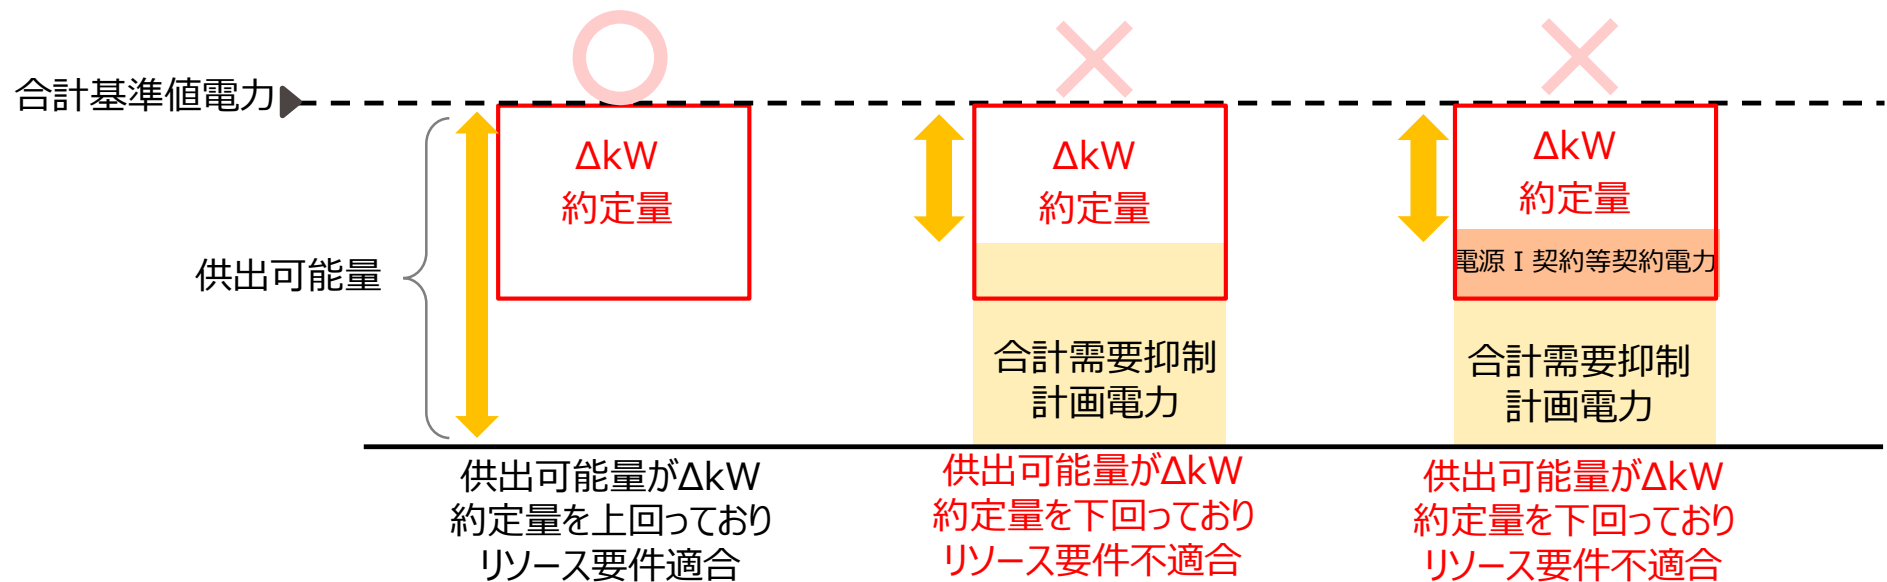 合計基準値電力
供出可能量
ΔkW
約定量
供出可能量がΔkW
約定量を上回っており
リソース要件適合
ΔkW
約定量
合計需要抑制
計画電力
供出可能量がΔkW
約定量を下回っており
リソース要件不適合
ΔkW
約定量
電源Ⅰ契約等契約電力
合計需要抑制
計画電力
供出可能量がΔkW
約定量を下回っており
リソース要件不適合